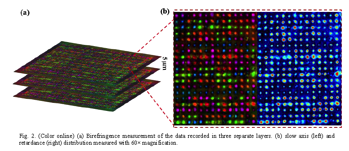 (a)
(b)
5 μm
Fig. 2. (Color online) (a) Birefringence measurement of the data recorded in three separate layers. (b) slow axis (left) and
retardance (right) distribution measured with 60× magnification.